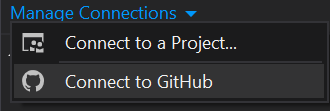 Manage Connections
Connect to a Project...
Connect to GitHub